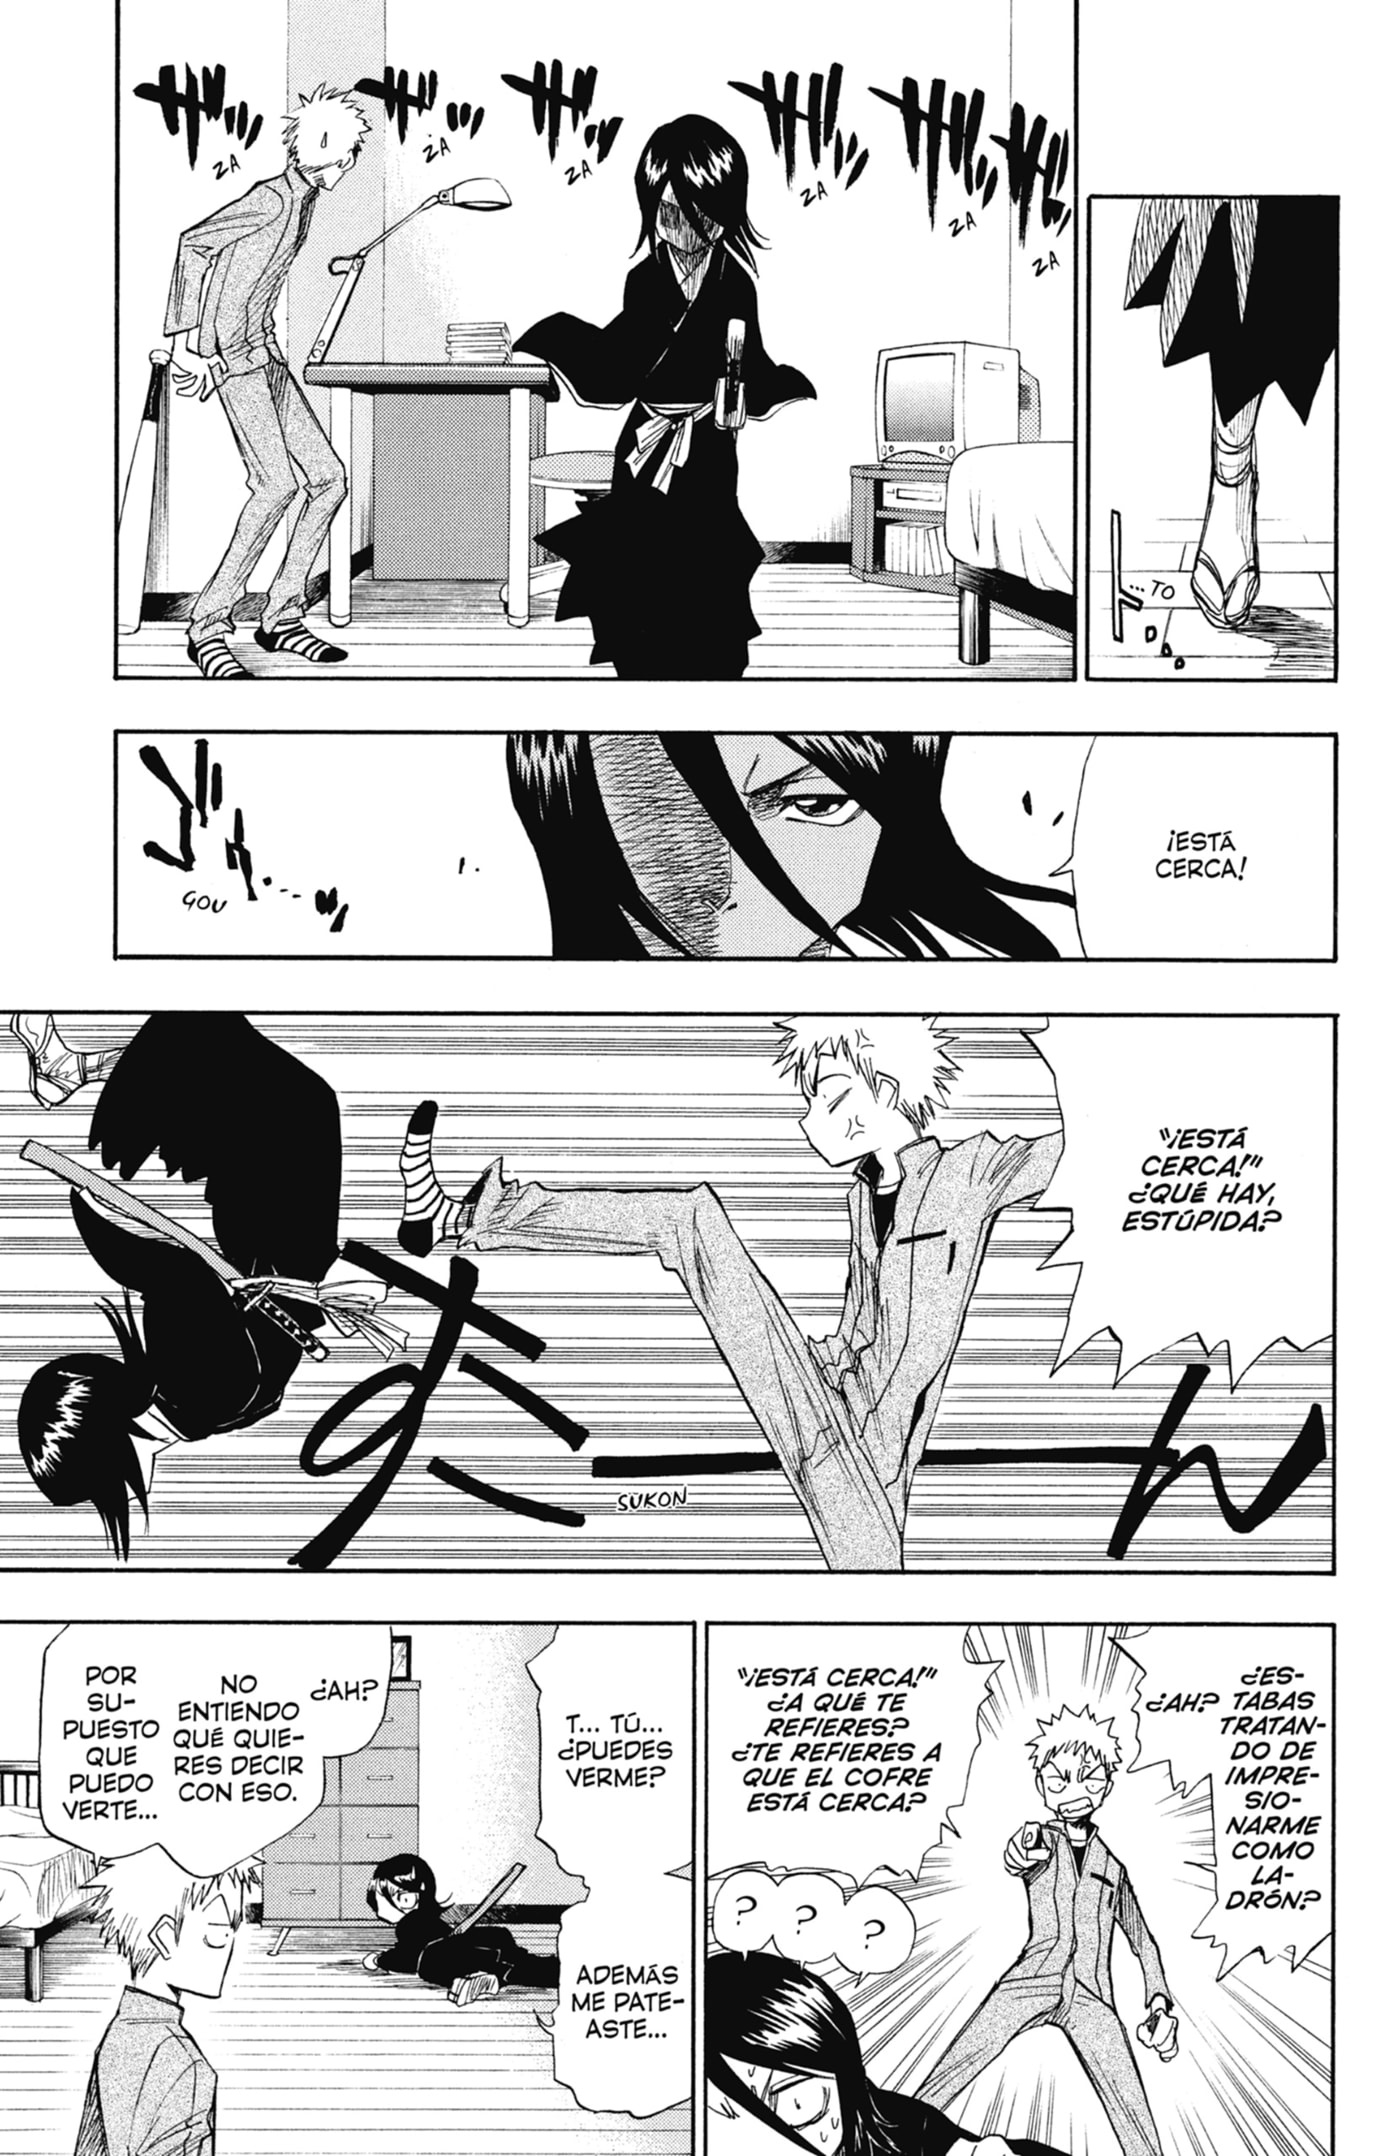 ...TO
ZA
ZA
ZA
ZA
ZA
ZA
¡ESTÁ
CERCA!
GOU
"¡ESTÁ
CERCA!"
¿QUÉ HAY,
ESTÚPIDA?
すーん
SUKON
¿ES-
TABAS
TRATAN-
DO DE
IMPRE-
SIO-
NARME
COMO
LA-
DRÓN?
¿AH?
"¡ESTÁ CERCA!"
¿A QUÉ TE
REFIERES?
¿TE REFIERES A
QUE EL COFRE
ESTÁ CERCA?
?
?
?
T... TÚ...
¿PUEDES
VERME?
ADEMÁS
ME PATE-
ASTE...
¿AH?
NO
ENTIENDO
QUÉ QUIE-
RES DECIR
CON ESO.
POR
SU-
PUESTO
QUE
PUEDO
VERTE...